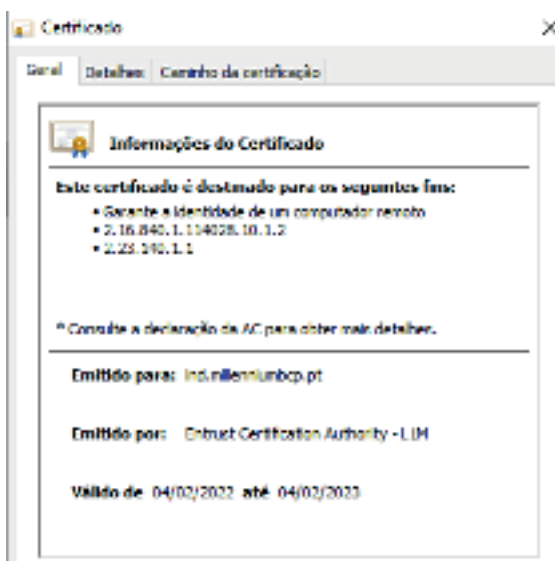 Certificado
Geral Detalhes Caminho da certificação
Informações do Certificado
Este certificado é destinado para os seguintes fins:
• Garante a identidade de um computador remoto
• 2.16.840.1.114028.10.1.2
• 2.23.140.1.1
* Consulte a declaração da AC para obter mais detalhes.
Emitido para: ind.millenniumbcp.pt
Emitido por: Entrust Certification Authority - L1M
Válido de 04/02/2022 até 04/02/2023